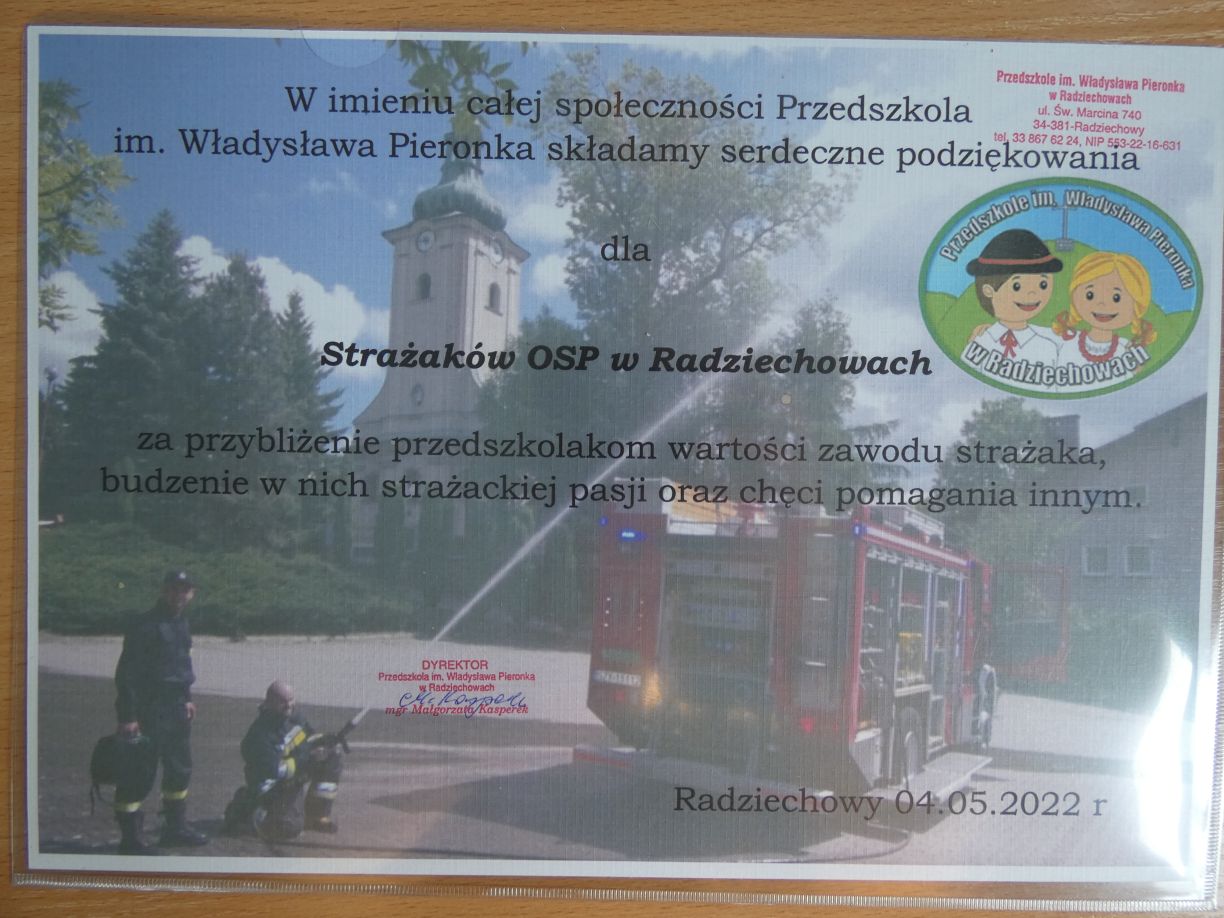 W imieniu całej społeczności Przedszkola
im. Władysława Pieronka składamy serdeczne podziękowania
Przedszkole im. Władysława Pieronka
w Radziechowach
ul. Św. Marcina 740
34-381-Radziechowy
tel, 33 867 62 24, NIP 553-22-16-631
Przedszkole im. Władysława Pieronka
w Radziechowach
dla
Strażaków OSP w Radziechowach
za przybliżenie przedszkolakom wartości zawodu strażaka,
budzenie w nich strażackiej pasji oraz chęci pomagania innym.
DYREKTOR
Przedszkola im. Władysława Pieronka
w Radziechowach
mgr Małgorzata Kasperek
Radziechowy 04.05.2022 r